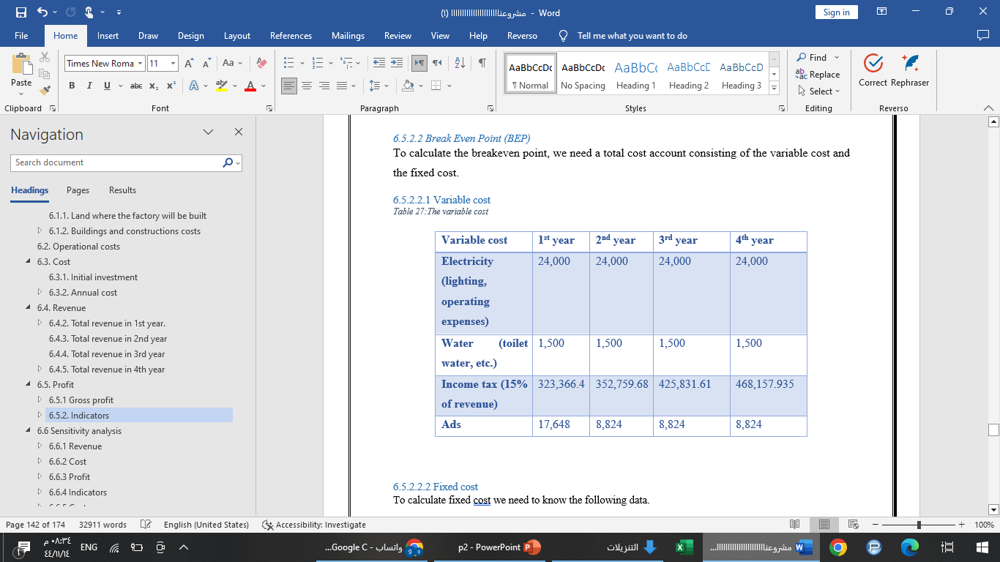 مشروعنااااااااااااااااااااا (١) - Word
Sign in
File Home Insert Draw Design Layout References Mailings Review View Help Reverso Tell me what you want to do
Paste
Clipboard
Times New Roma 11
Font
Paragraph
AaBbCcDc AaBbCcDc AaBbCc AaBbCcC AaBbCcD
¶ Normal No Spacing Heading 1 Heading 2 Heading 3
Styles
Find
Replace
Select
Editing
Correct Rephraser
Reverso
Navigation
Search document
Headings Pages Results
6.1.1. Land where the factory will be built
6.1.2. Buildings and constructions costs
6.2. Operational costs
6.3. Cost
6.3.1. Initial investment
6.3.2. Annual cost
6.4. Revenue
6.4.2. Total revenue in 1st year.
6.4.3. Total revenue in 2nd year
6.4.4. Total revenue in 3rd year
6.4.5. Total revenue in 4th year
6.5. Profit
6.5.1 Gross profit
6.5.2. Indicators
6.6 Sensitivity analysis
6.6.1 Revenue
6.6.2 Cost
6.6.3 Profit
6.6.4 Indicators
6.5.2.2 Break Even Point (BEP)
To calculate the breakeven point, we need a total cost account consisting of the variable cost and
the fixed cost.
6.5.2.2.1 Variable cost
Table 27:The variable cost
Variable cost 1st year 2nd year 3rd year 4th year
Electricity 24,000 24,000 24,000 24,000
(lighting,
operating
expenses)
Water (toilet 1,500 1,500 1,500 1,500
water, etc.)
Income tax (15% 323,366.4 352,759.68 425,831.61 468,157.935
of revenue)
Ads 17,648 8,824 8,824 8,824
6.5.2.2.2 Fixed cost
To calculate fixed cost we need to know the following data.
Page 142 of 174 32911 words English (United States) Accessibility: Investigate 100%
٠٨:٣٤ م
٤٤/١١/١٤
ENG
واتساب - Google C...
p2 - PowerPoint
التنزيلات
مشروعنااااااااااااااااااااا...